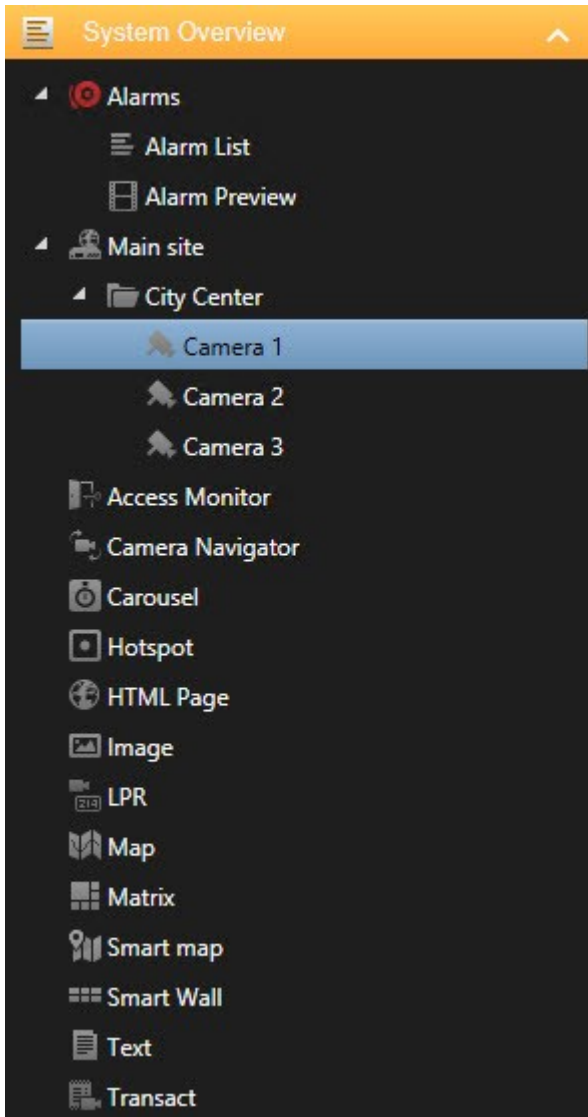 System Overview
Alarms
Alarm List
Alarm Preview
Main site
City Center
Camera 1
Camera 2
Camera 3
Access Monitor
Camera Navigator
Carousel
Hotspot
HTML Page
Image
LPR
Map
Matrix
Smart map
Smart Wall
Text
Transact